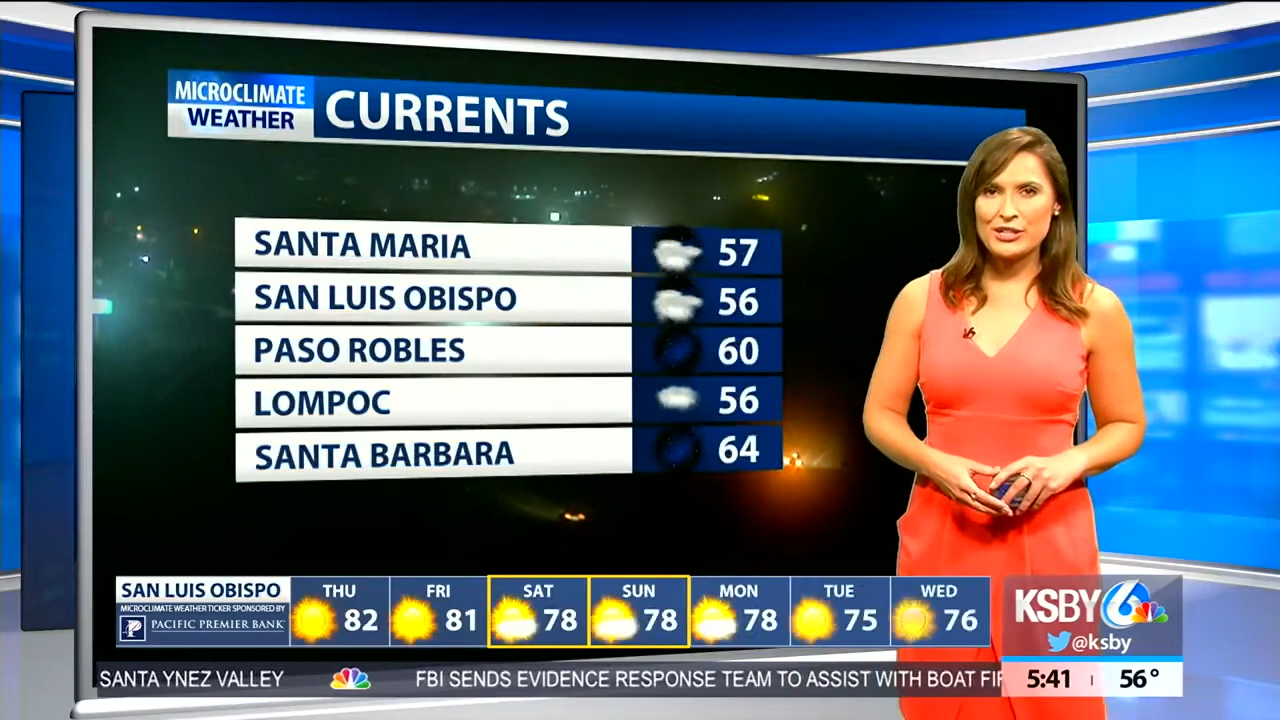 MICROCLIMATE
WEATHER
CURRENTS
SANTA MARIA 57
SAN LUIS OBISPO 56
PASO ROBLES 60
LOMPOC 56
SANTA BARBARA 64
SAN LUIS OBISPO
MICROCLIMATE WEATHER TICKER SPONSORED BY
PACIFIC PREMIER BANK
THU FRI SAT SUN MON TUE WED
82 81 78 78 78 75 76
KSBY 6
@ksby
SANTA YNEZ VALLEY FBI SENDS EVIDENCE RESPONSE TEAM TO ASSIST WITH BOAT FIR
5:41 56°